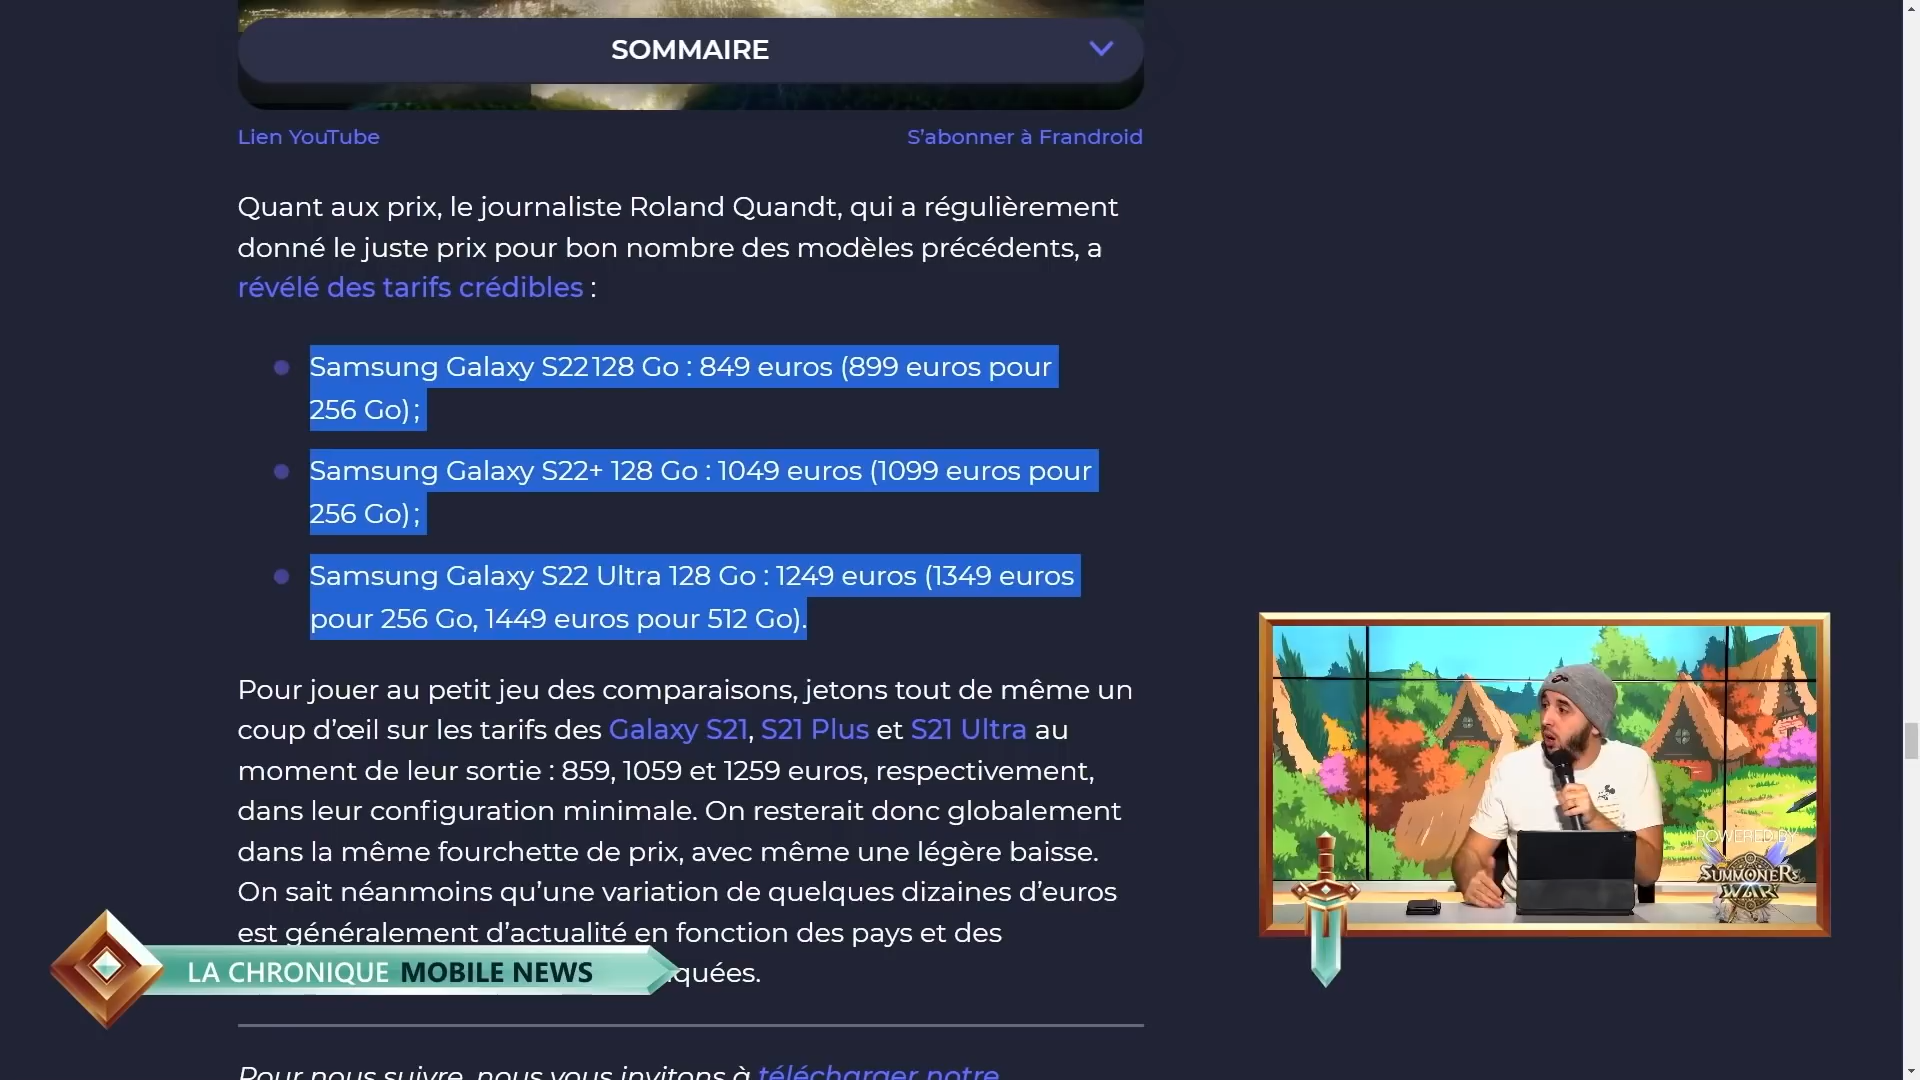 SOMMAIRE
Lien YouTube
S'abonner à Frandroid
Quant aux prix, le journaliste Roland Quandt, qui a régulièrement
donné le juste prix pour bon nombre des modèles précédents, a
révélé des tarifs crédibles :
Samsung Galaxy S22 128 Go : 849 euros (899 euros pour
256 Go) ;
Samsung Galaxy S22+ 128 Go : 1049 euros (1099 euros pour
256 Go) ;
Samsung Galaxy S22 Ultra 128 Go : 1249 euros (1349 euros
pour 256 Go, 1449 euros pour 512 Go).
Pour jouer au petit jeu des comparaisons, jetons tout de même un
coup d'œil sur les tarifs des Galaxy S21, S21 Plus et S21 Ultra au
moment de leur sortie : 859, 1059 et 1259 euros, respectivement,
dans leur configuration minimale. On resterait donc globalement
dans la même fourchette de prix, avec même une légère baisse.
On sait néanmoins qu'une variation de quelques dizaines d'euros
est généralement d'actualité en fonction des pays et des
quées.
LA CHRONIQUE MOBILE NEWS
Pour nous suivre, nous vous invitons à télécharger notre
POWERED BY
SUMMONERS
WAR